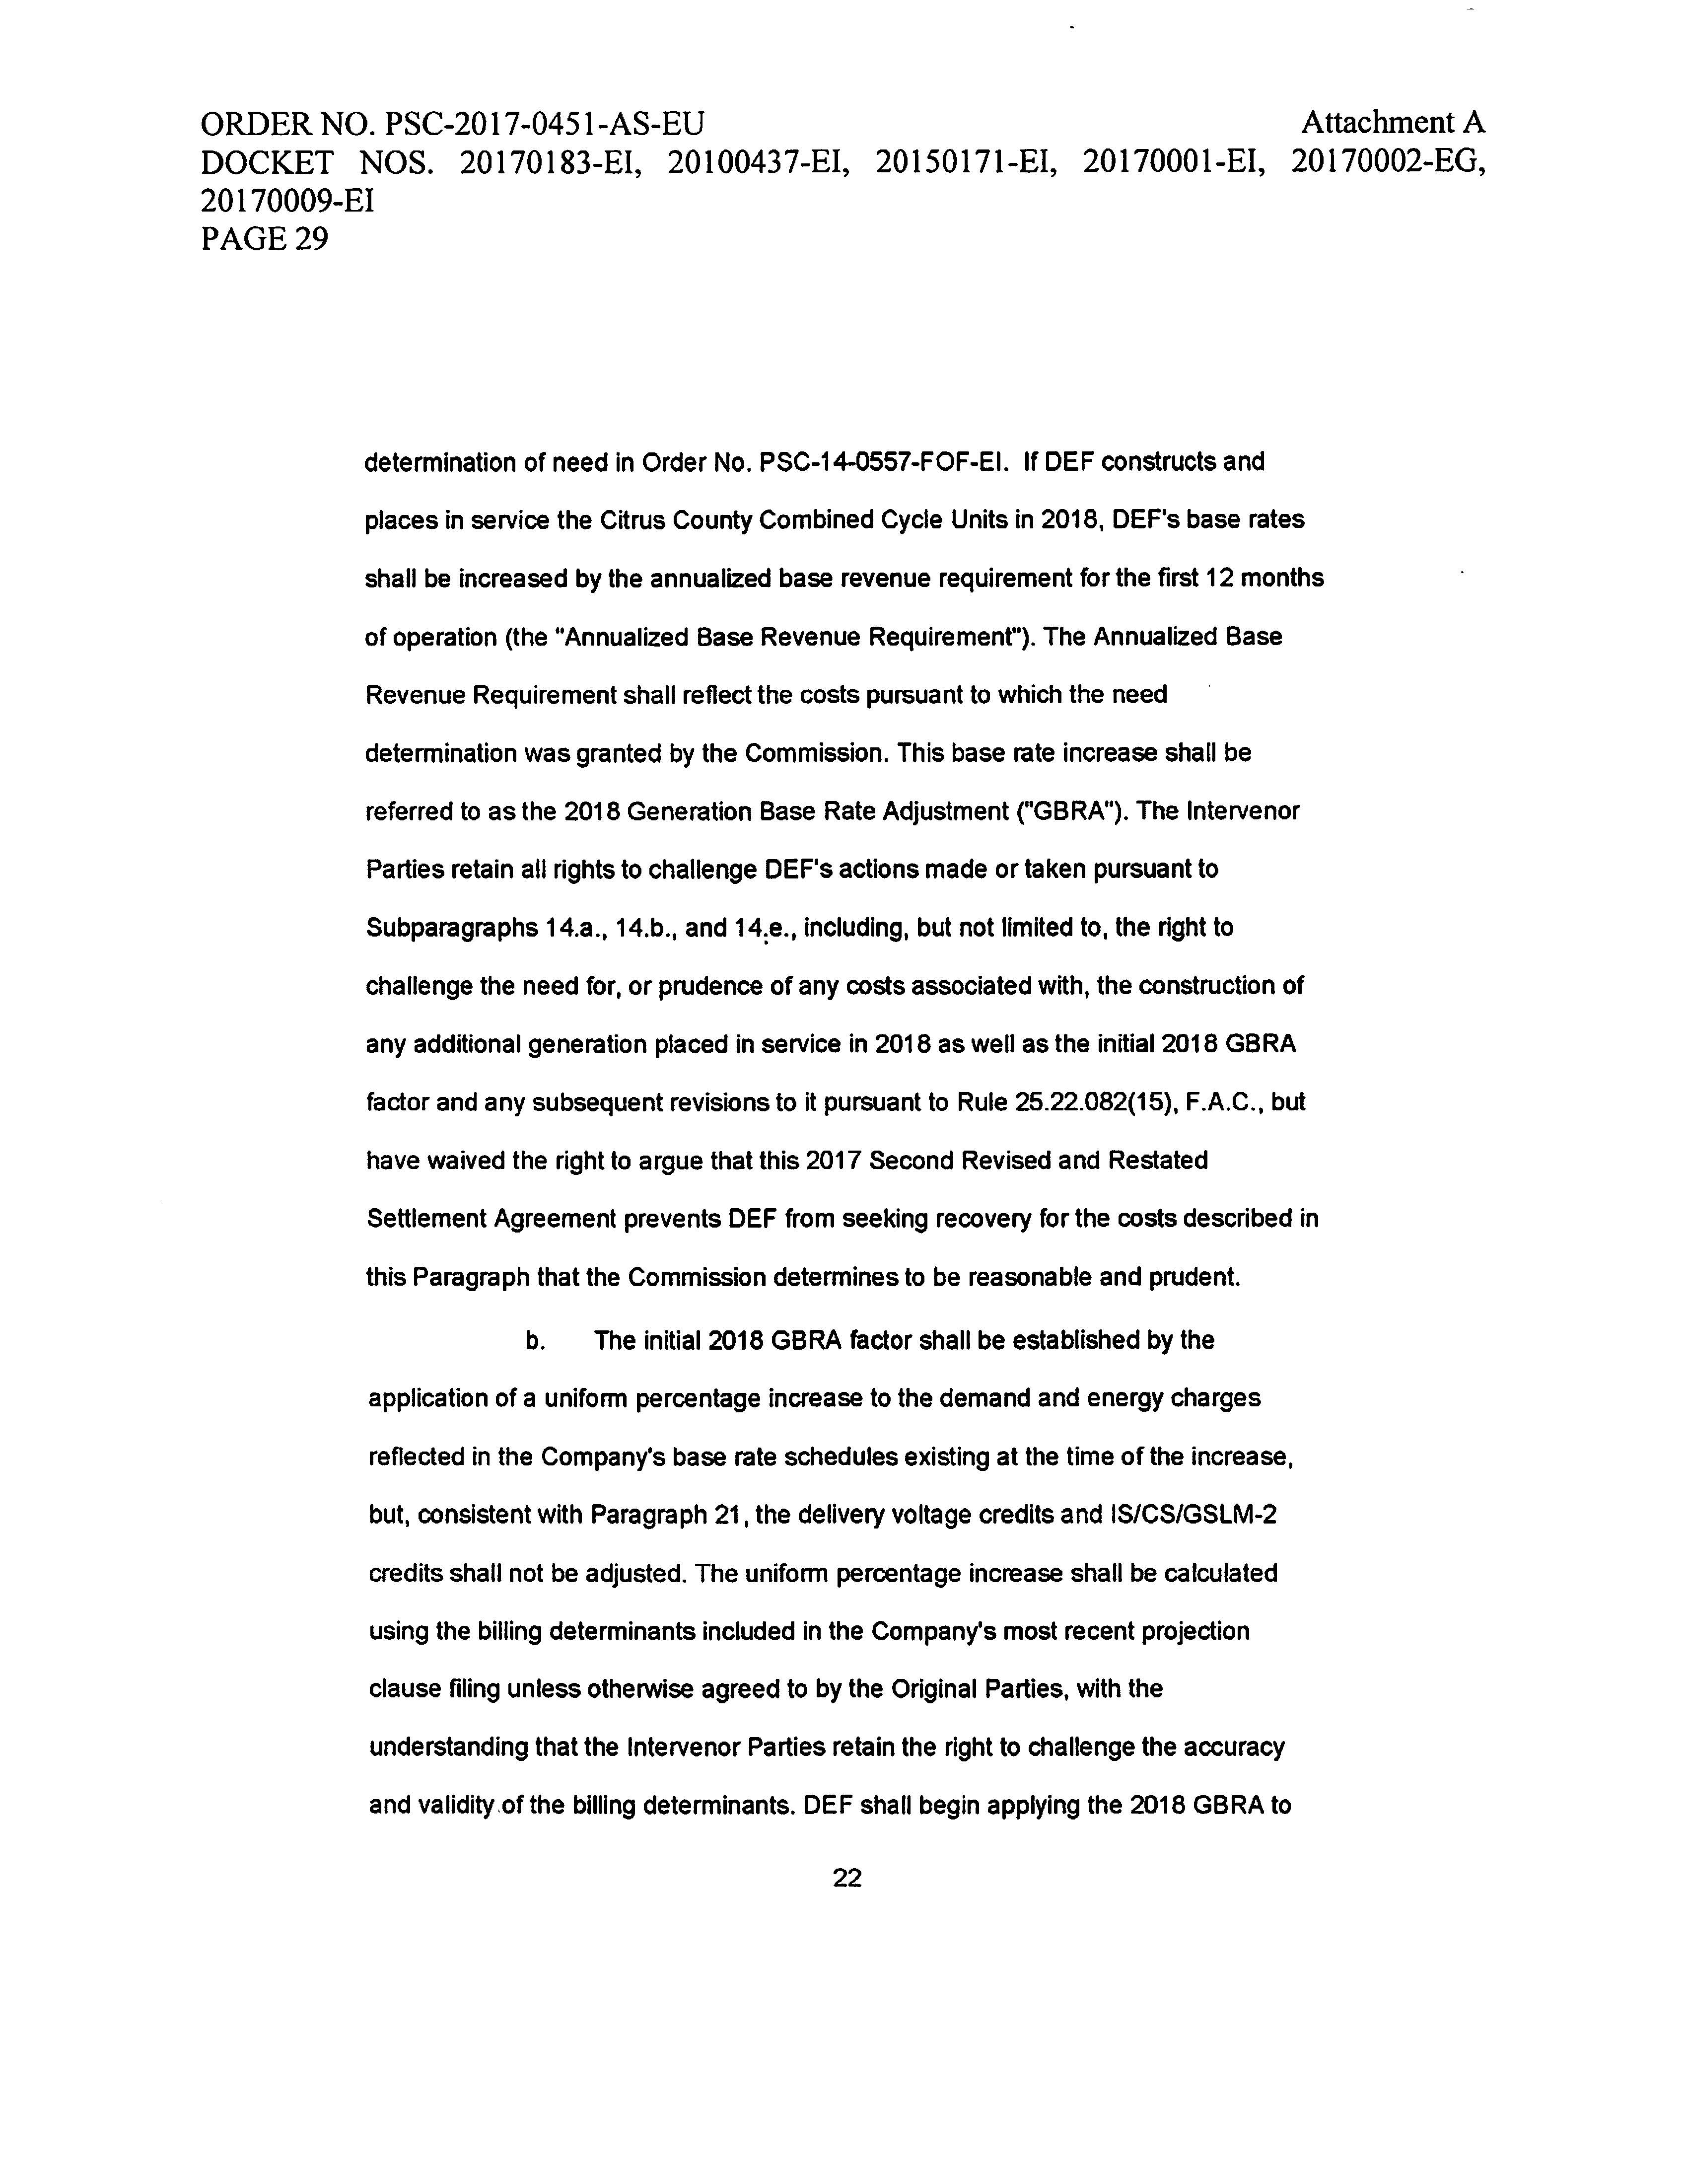 ORDER NO. PSC-2017-0451-AS-EU Attachment A
DOCKET NOS. 20170183-EI, 20100437-EI, 20150171-EI, 20170001-EI, 20170002-EG,
20170009-EI
PAGE 29
determination of need in Order No. PSC-14-0557-FOF-EI. If DEF constructs and
places in service the Citrus County Combined Cycle Units in 2018, DEF's base rates
shall be increased by the annualized base revenue requirement for the first 12 months
of operation (the "Annualized Base Revenue Requirement"). The Annualized Base
Revenue Requirement shall reflect the costs pursuant to which the need
determination was granted by the Commission. This base rate increase shall be
referred to as the 2018 Generation Base Rate Adjustment ("GBRA"). The Intervenor
Parties retain all rights to challenge DEF's actions made or taken pursuant to
Subparagraphs 14.a., 14.b., and 14.e., including, but not limited to, the right to
challenge the need for, or prudence of any costs associated with, the construction of
any additional generation placed in service in 2018 as well as the initial 2018 GBRA
factor and any subsequent revisions to it pursuant to Rule 25.22.082(15), F.A.C., but
have waived the right to argue that this 2017 Second Revised and Restated
Settlement Agreement prevents DEF from seeking recovery for the costs described in
this Paragraph that the Commission determines to be reasonable and prudent.
b. The initial 2018 GBRA factor shall be established by the
application of a uniform percentage increase to the demand and energy charges
reflected in the Company's base rate schedules existing at the time of the increase,
but, consistent with Paragraph 21, the delivery voltage credits and IS/CS/GSLM-2
credits shall not be adjusted. The uniform percentage increase shall be calculated
using the billing determinants included in the Company's most recent projection
clause filing unless otherwise agreed to by the Original Parties, with the
understanding that the Intervenor Parties retain the right to challenge the accuracy
and validity of the billing determinants. DEF shall begin applying the 2018 GBRA to
22